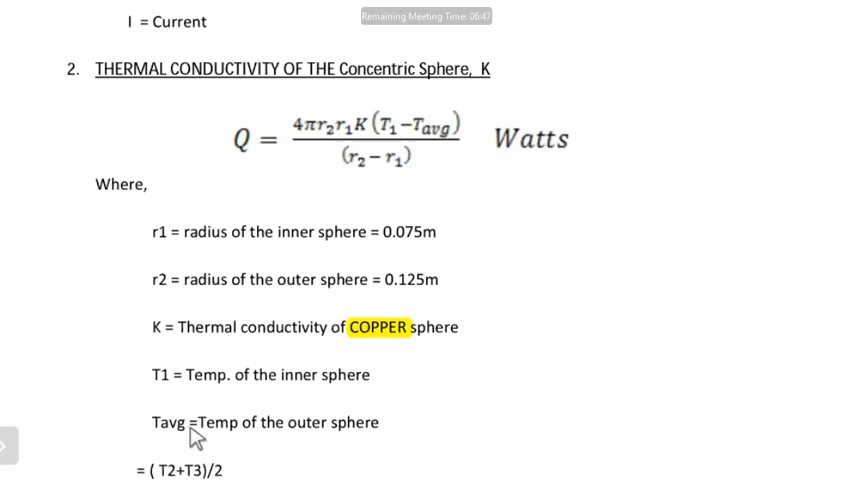 Remaining Meeting Time: 06:47
I = Current
2. THERMAL CONDUCTIVITY OF THE Concentric Sphere, K
Q = 4πr₂r₁K (T₁−Tₐᵥg) / (r₂ − r₁) Watts
Where,
r1 = radius of the inner sphere = 0.075m
r2 = radius of the outer sphere = 0.125m
K = Thermal conductivity of COPPER sphere
T1 = Temp. of the inner sphere
Tavg =Temp of the outer sphere
= ( T2+T3)/2